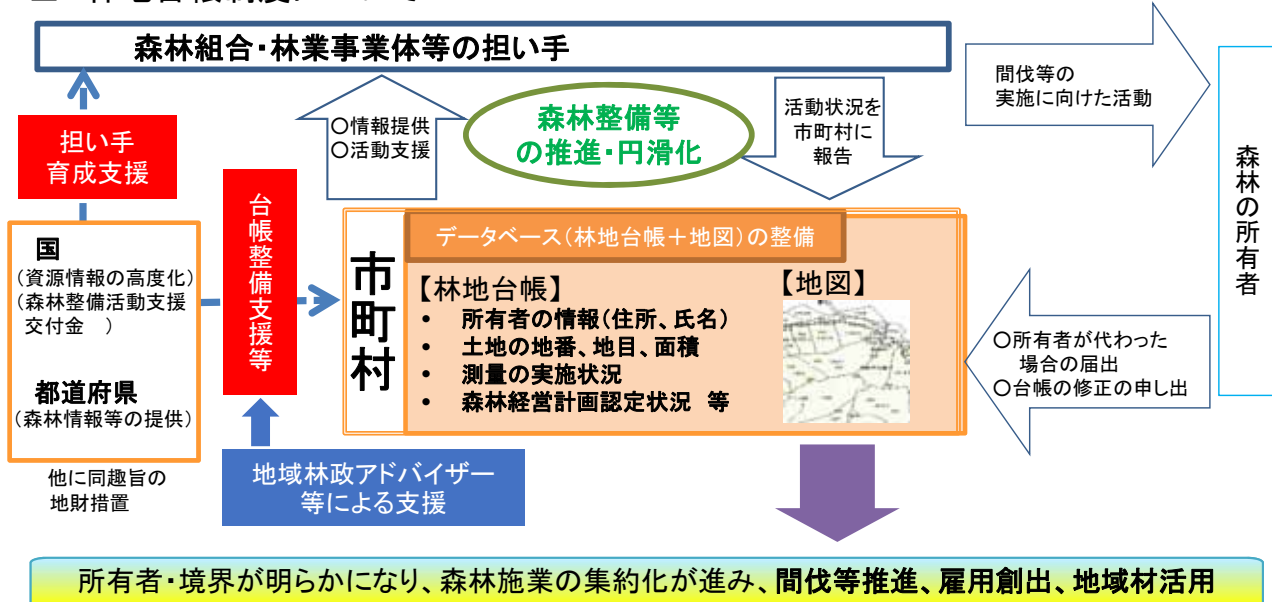 森林組合・林業事業体等の担い手
間伐等の
実施に向けた活動
森林の所有者
担い手
育成支援
○情報提供
○活動支援
森林整備等
の推進・円滑化
活動状況を
市町村に
報告
台帳整備支援等
国
(資源情報の高度化)
(森林整備活動支援
交付金　)
都道府県
(森林情報等の提供)
他に同趣旨の
地財措置
市町村
データベース(林地台帳+地図)の整備
【林地台帳】
• 所有者の情報(住所、氏名)
• 土地の地番、地目、面積
• 測量の実施状況
• 森林経営計画認定状況 等
【地図】
○所有者が代わった
場合の届出
○台帳の修正の申し出
地域林政アドバイザー
等による支援
所有者・境界が明らかになり、森林施業の集約化が進み、間伐等推進、雇用創出、地域材活用